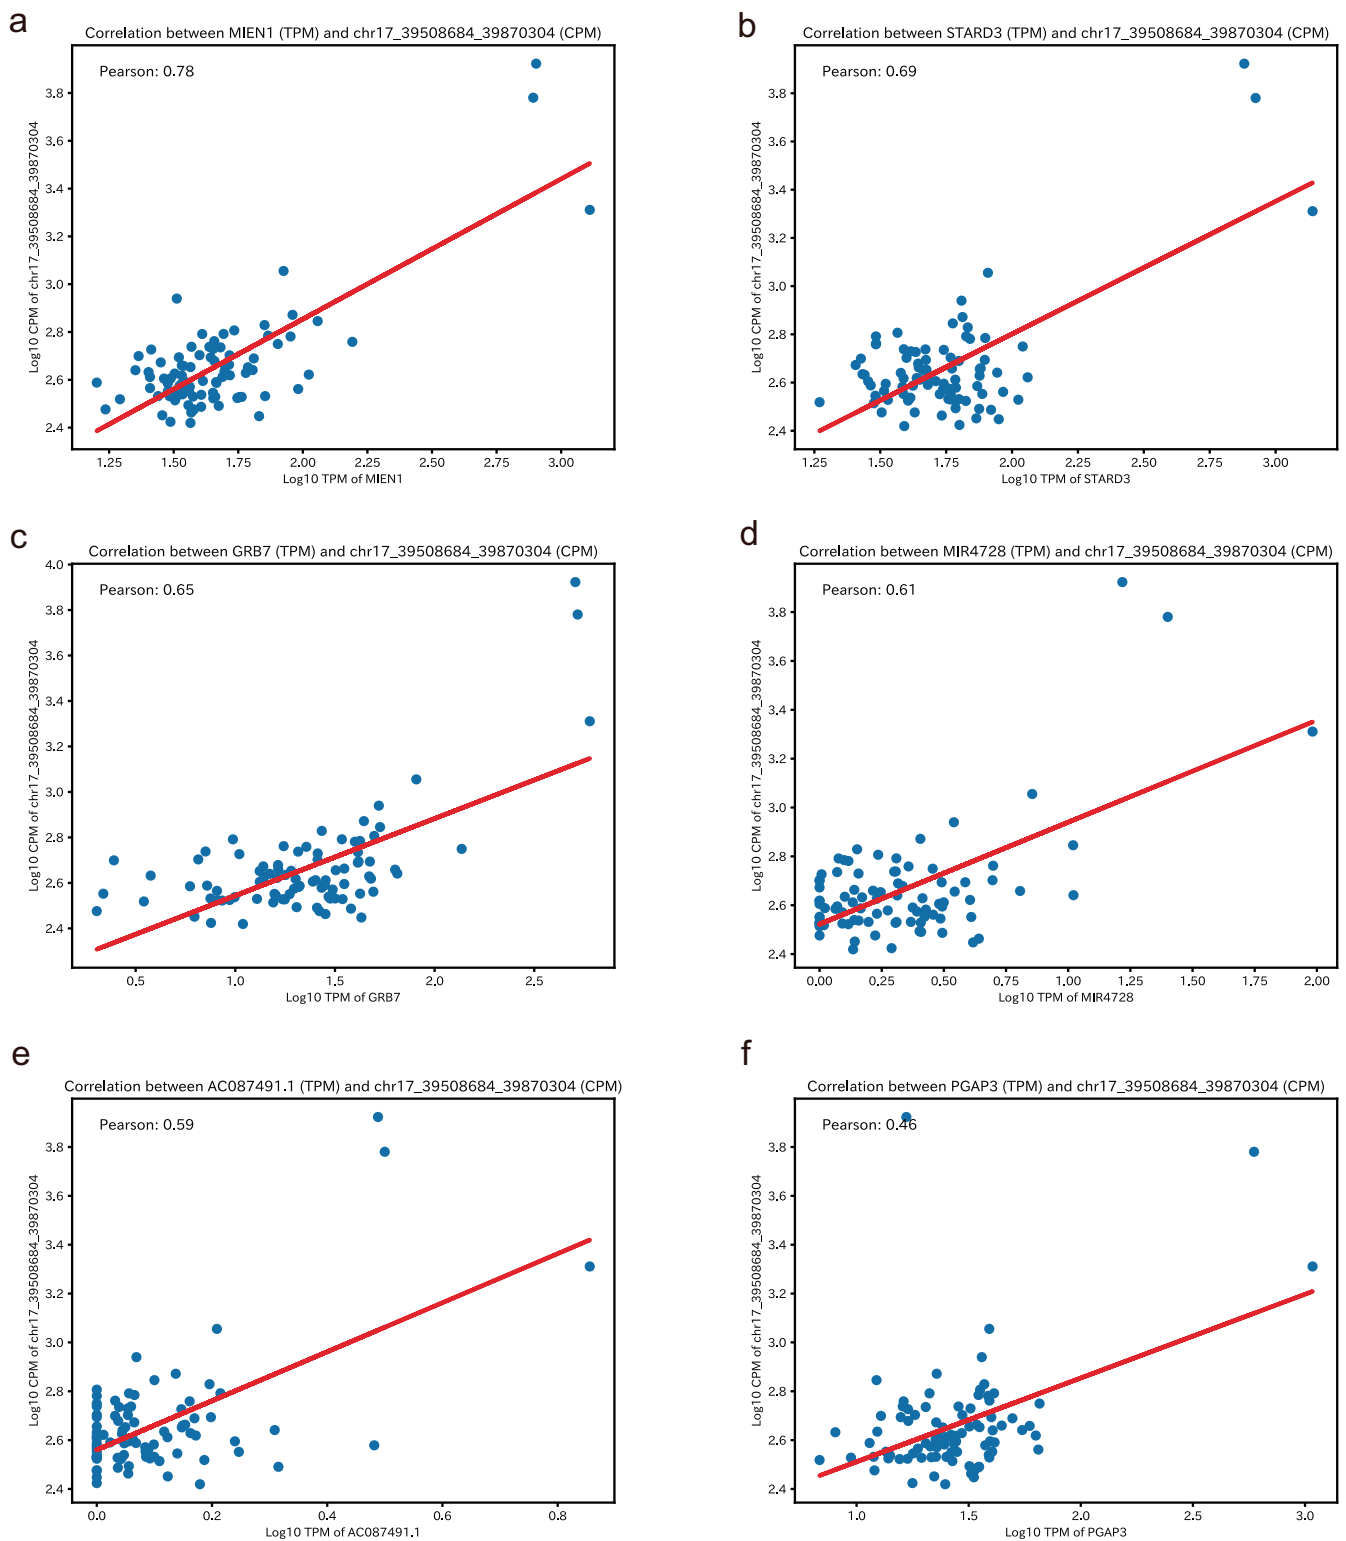 a
Correlation between MIEN1 (TPM) and chr17_39508684_39870304 (CPM)
Pearson: 0.78
Log10 CPM of chr17_39508684_39870304
3.8
3.6
3.4
3.2
3.0
2.8
2.6
2.4
1.25 1.50 1.75 2.00 2.25 2.50 2.75 3.00
Log10 TPM of MIEN1
b
Correlation between STARD3 (TPM) and chr17_39508684_39870304 (CPM)
Pearson: 0.69
Log10 CPM of chr17_39508684_39870304
3.8
3.6
3.4
3.2
3.0
2.8
2.6
2.4
1.25 1.50 1.75 2.00 2.25 2.50 2.75 3.00
Log10 TPM of STARD3
c
Correlation between GRB7 (TPM) and chr17_39508684_39870304 (CPM)
Pearson: 0.65
Log10 CPM of chr17_39508684_39870304
4.0
3.8
3.6
3.4
3.2
3.0
2.8
2.6
2.4
0.5 1.0 1.5 2.0 2.5
Log10 TPM of GRB7
d
Correlation between MIR4728 (TPM) and chr17_39508684_39870304 (CPM)
Pearson: 0.61
Log10 CPM of chr17_39508684_39870304
3.8
3.6
3.4
3.2
3.0
2.8
2.6
2.4
0.00 0.25 0.50 0.75 1.00 1.25 1.50 1.75 2.00
Log10 TPM of MIR4728
e
Correlation between AC087491.1 (TPM) and chr17_39508684_39870304 (CPM)
Pearson: 0.59
Log10 CPM of chr17_39508684_39870304
3.8
3.6
3.4
3.2
3.0
2.8
2.6
2.4
0.0 0.2 0.4 0.6 0.8
Log10 TPM of AC087491.1
f
Correlation between PGAP3 (TPM) and chr17_39508684_39870304 (CPM)
Pearson: 0.46
Log10 CPM of chr17_39508684_39870304
3.8
3.6
3.4
3.2
3.0
2.8
2.6
2.4
1.0 1.5 2.0 2.5 3.0
Log10 TPM of PGAP3